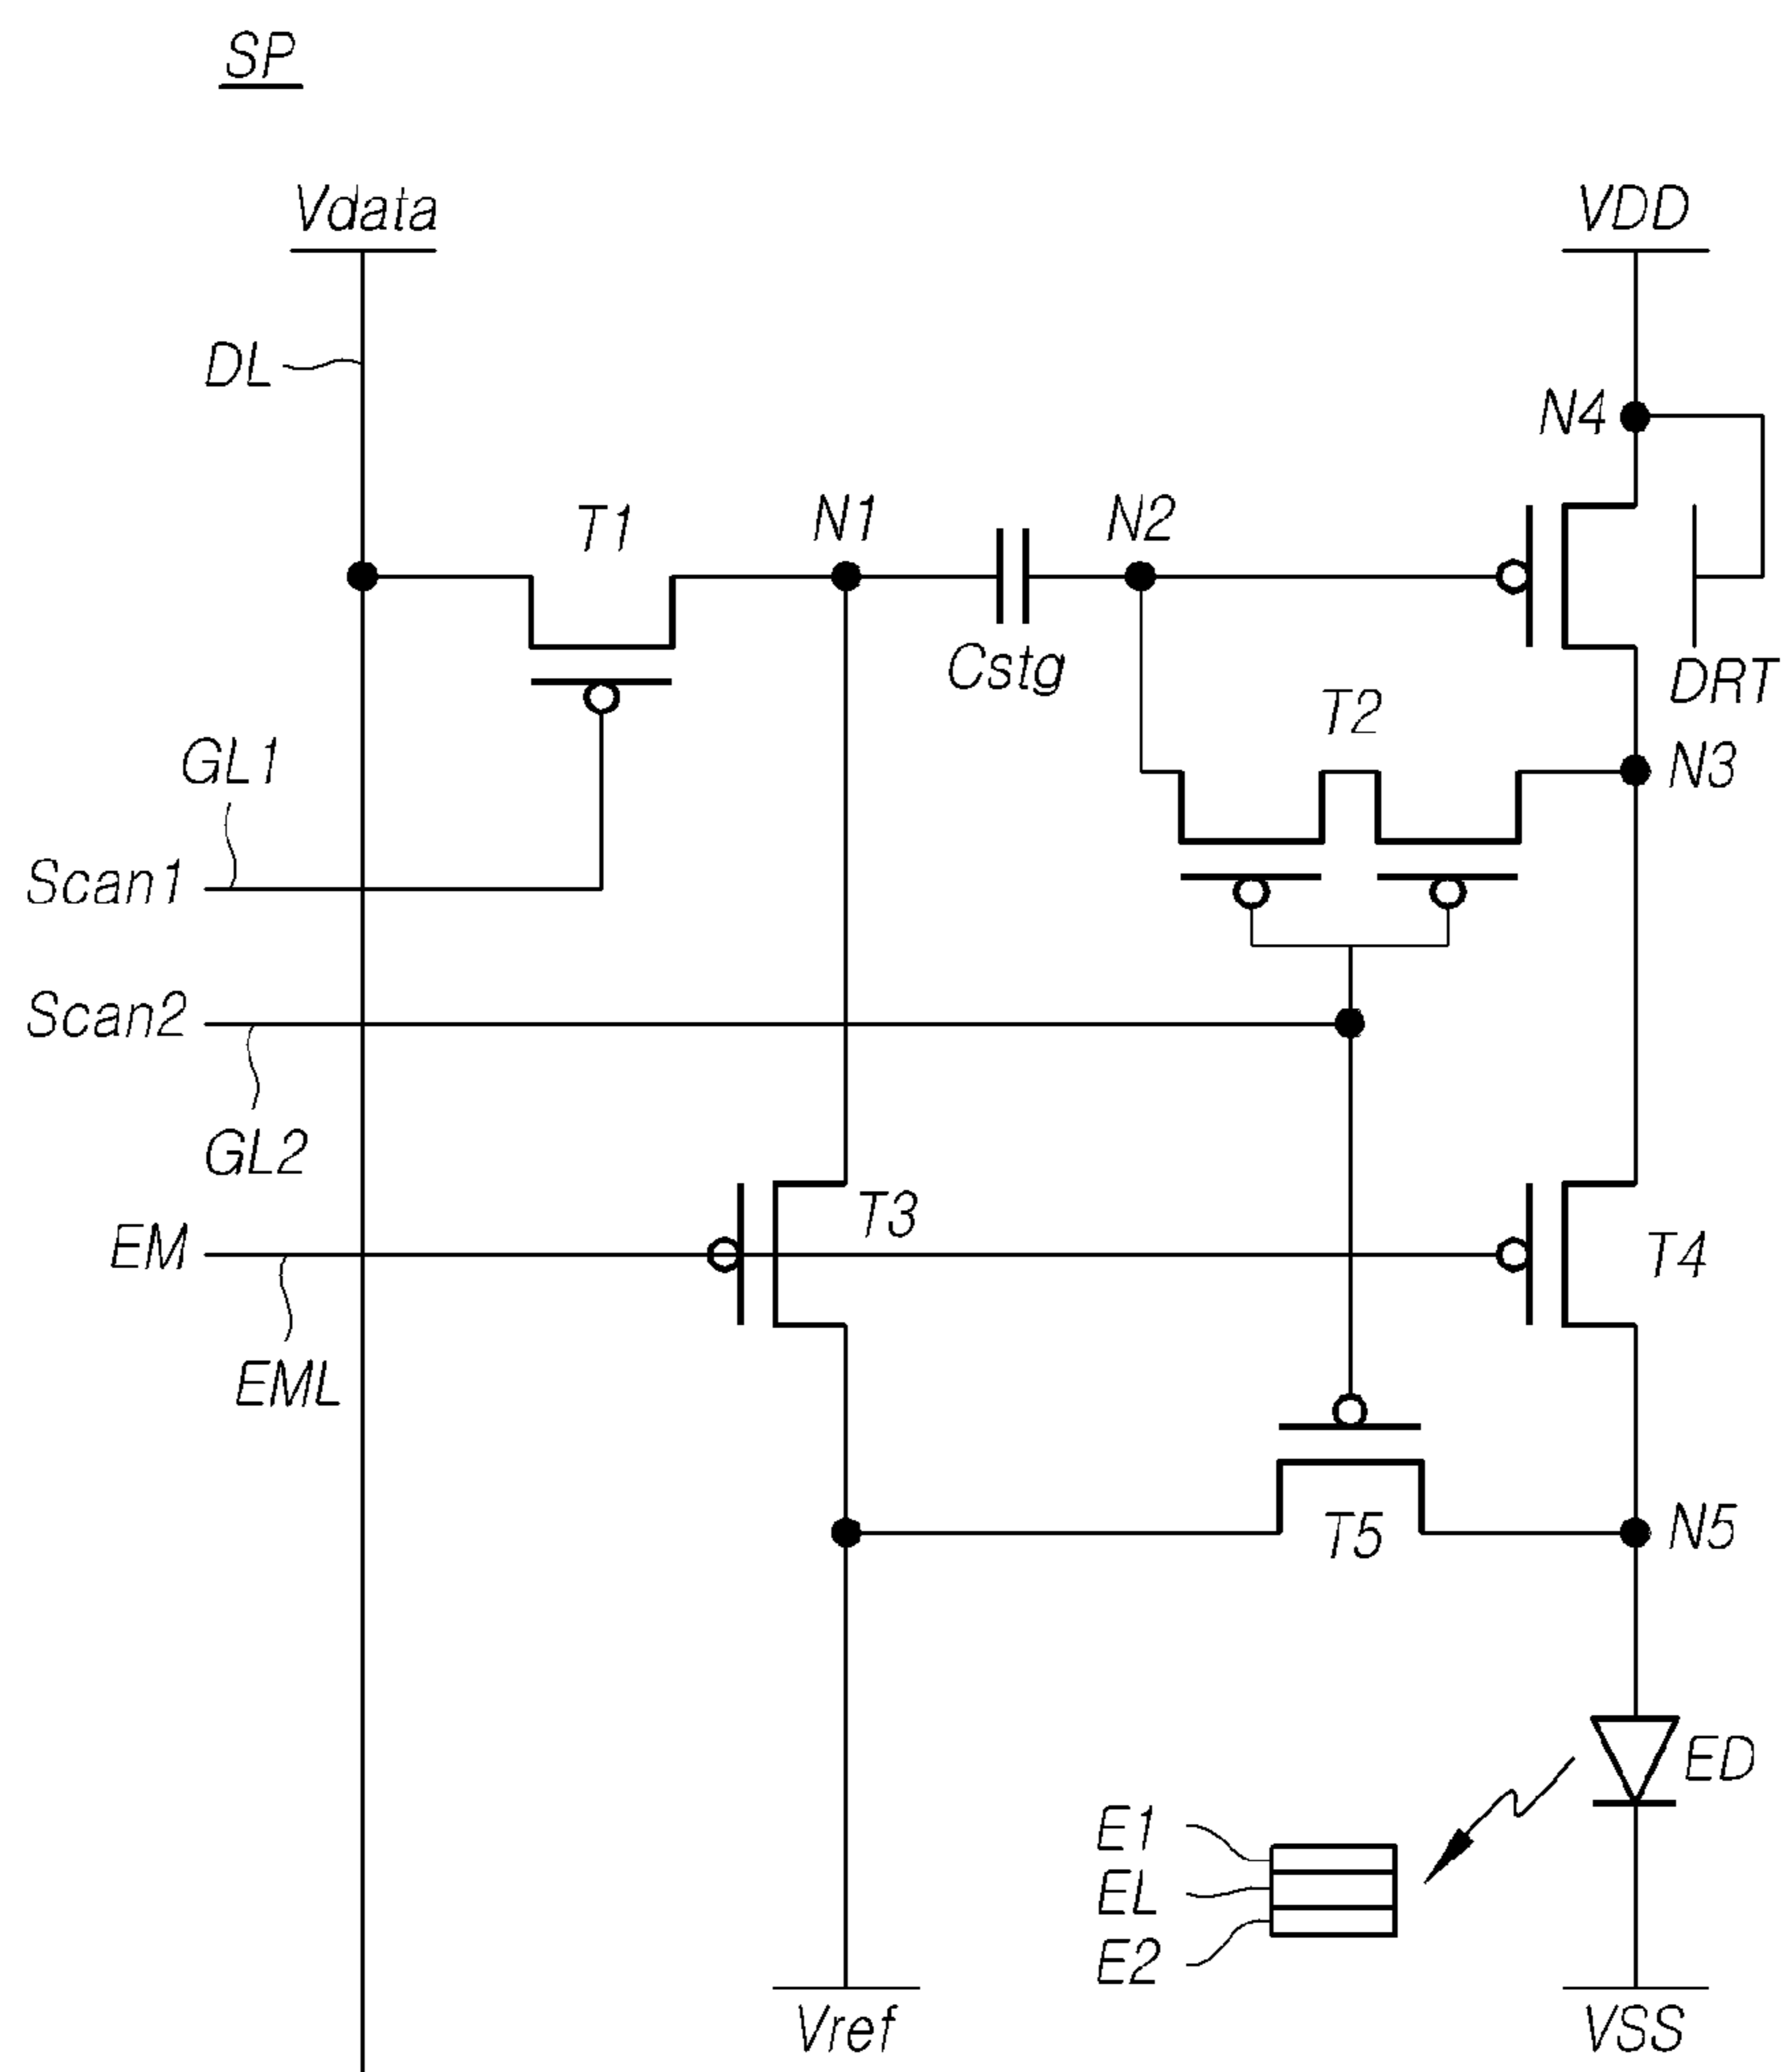 SP
Vdata
VDD
DL
N4
T1
N1
N2
Cstg
DRT
T2
GL1
N3
Scan1
Scan2
GL2
T3
EM
T4
EML
T5
N5
ED
E1
EL
E2
Vref
VSS